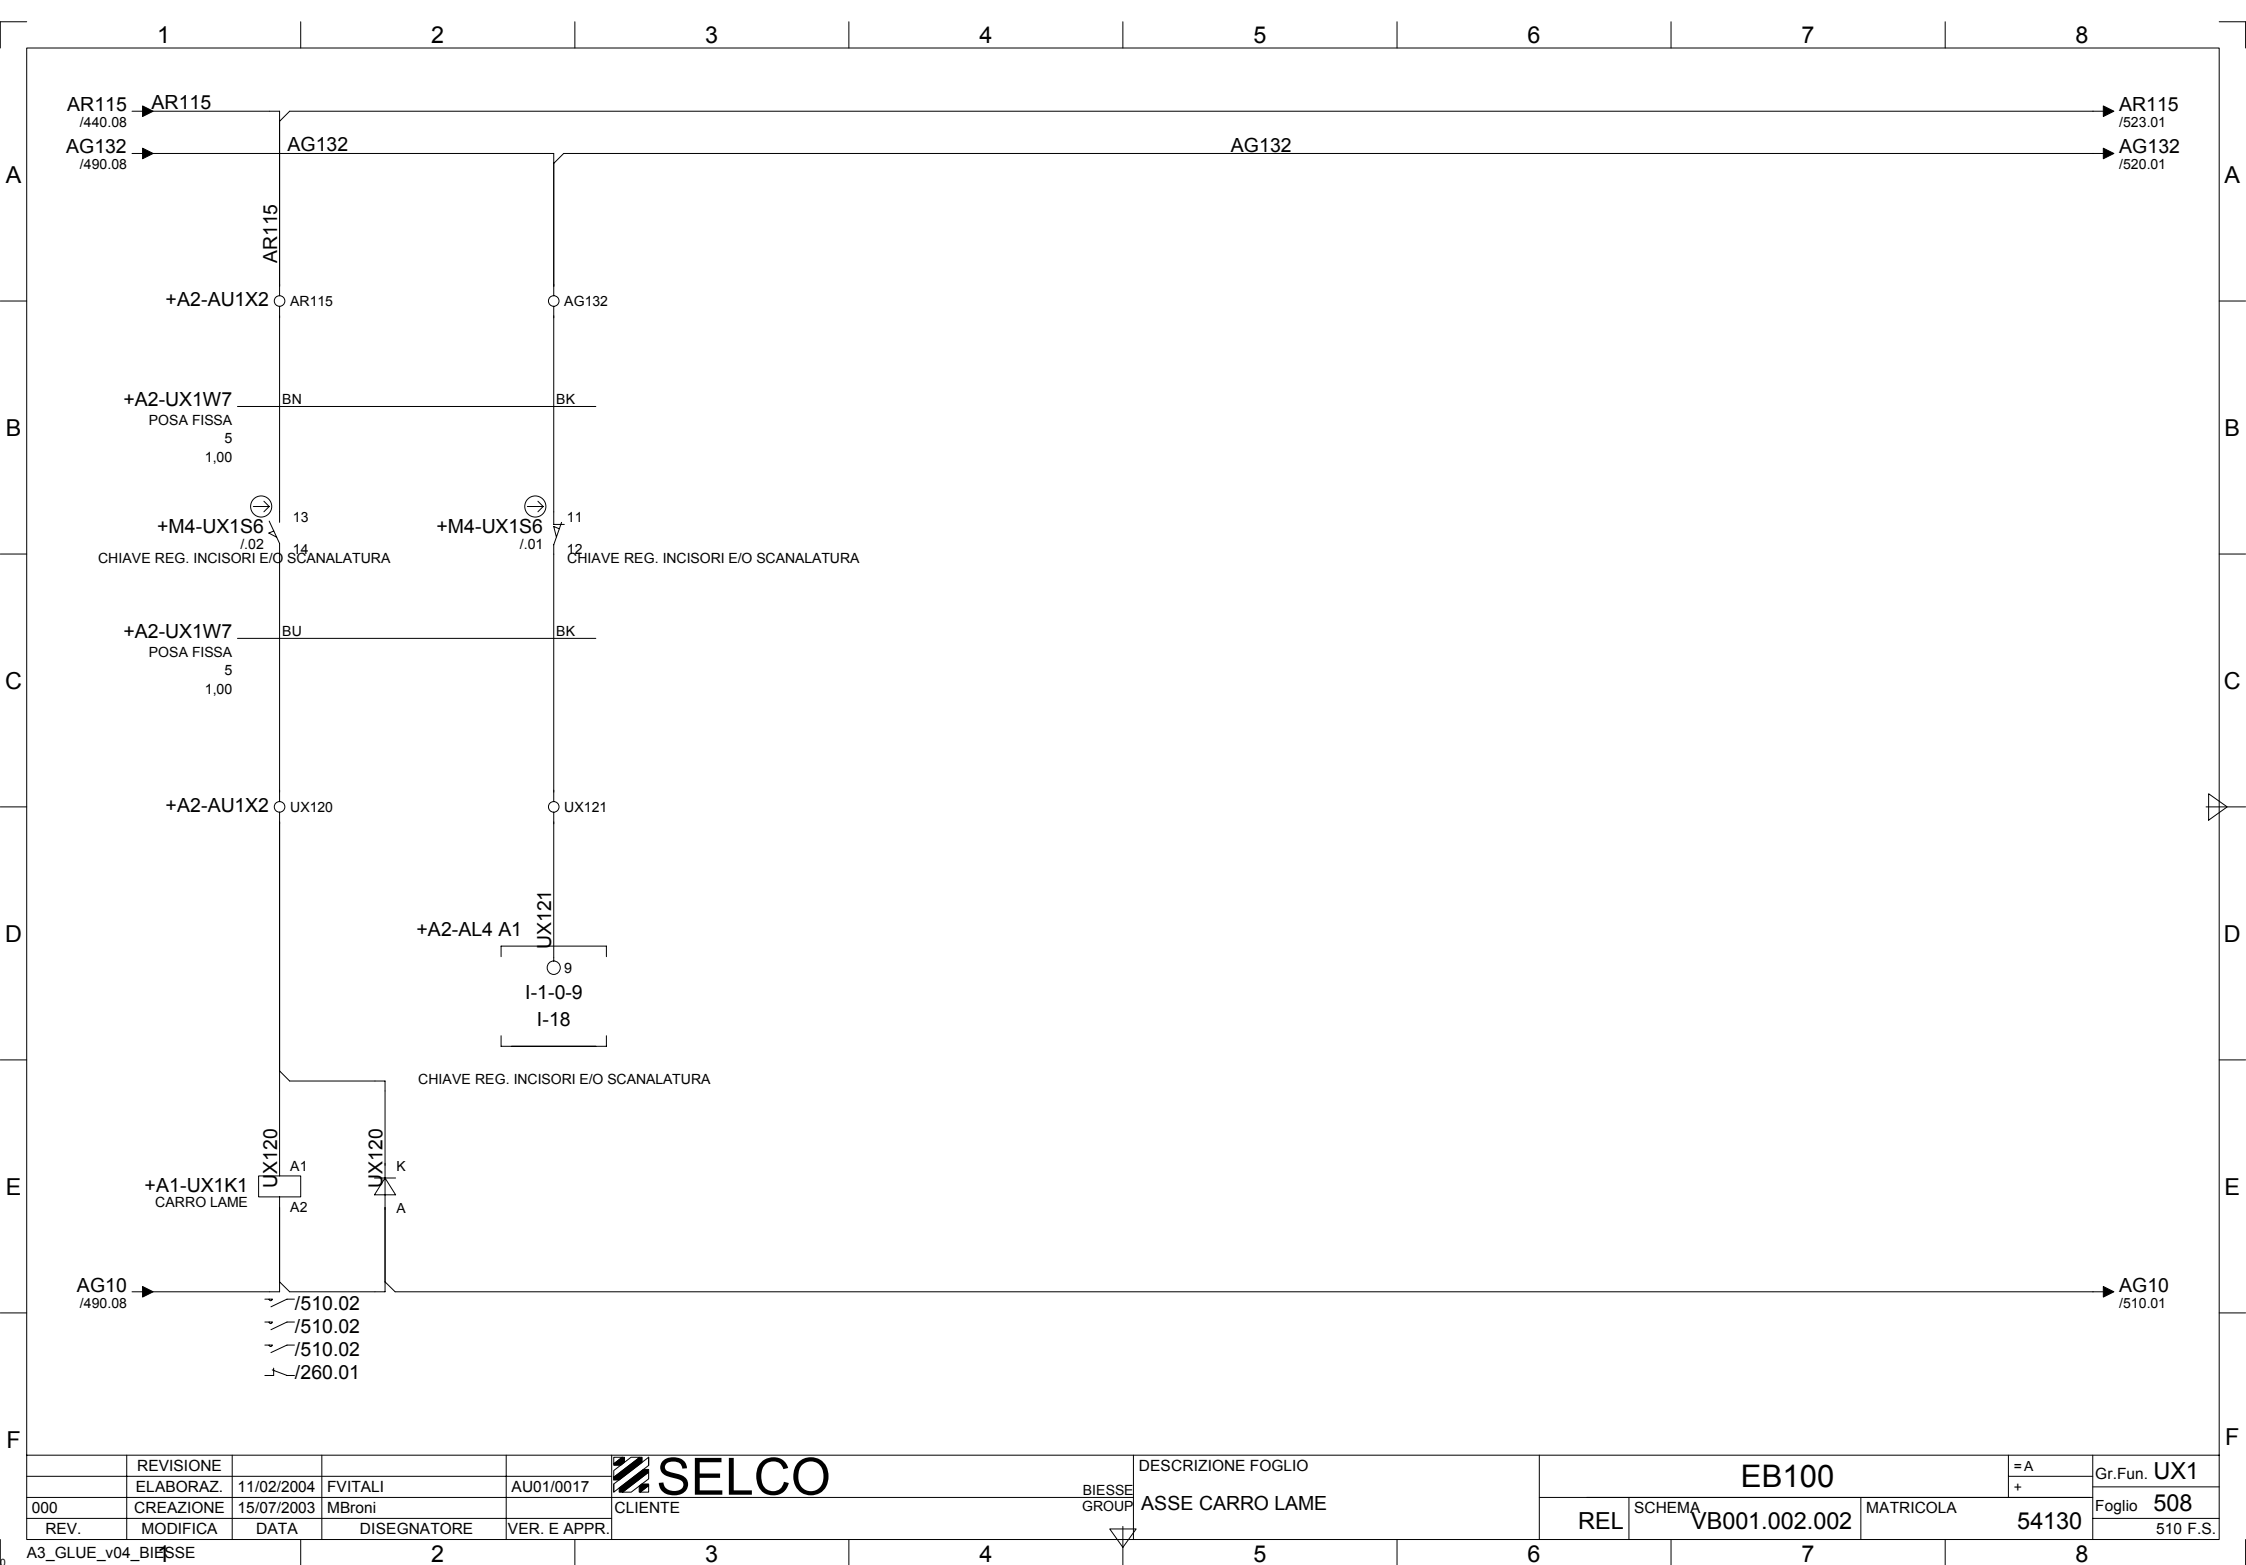 1 2 3 4 5 6 7 8
AR115 AR115 AR115
/440.08 /523.01
AG132 AG132 AG132 AG132
/490.08 /520.01
A A
AR115
+A2-AU1X2 AR115 AG132
+A2-UX1W7 BN BK
POSA FISSA
B 5 B
1,00
+M4-UX1S6 13 +M4-UX1S6 11
/.02 14 /.01 12
CHIAVE REG. INCISORI E/O SCANALATURA CHIAVE REG. INCISORI E/O SCANALATURA
+A2-UX1W7 BU BK
POSA FISSA
5
C 1,00 C
+A2-AU1X2 UX120 UX121
UX121
D +A2-AL4 A1 D
9
I-1-0-9
I-18
CHIAVE REG. INCISORI E/O SCANALATURA
UX120 UX120
A1 K
E +A1-UX1K1 E
CARRO LAME A2 A
AG10 AG10
/490.08 /510.01
/510.02
/510.02
/510.02
/260.01
F F
REVISIONE SELCO DESCRIZIONE FOGLIO EB100 =A Gr.Fun. UX1
ELABORAZ. 11/02/2004 FVITALI AU01/0017 BIESSE +
000 CREAZIONE 15/07/2003 MBroni CLIENTE GROUP ASSE CARRO LAME SCHEMA MATRICOLA Foglio 508
REV. MODIFICA DATA DISEGNATORE VER. E APPR. REL VB001.002.002 54130 510 F.S.
A3_GLUE_v04_BIESSE
1 2 3 4 5 6 7 8